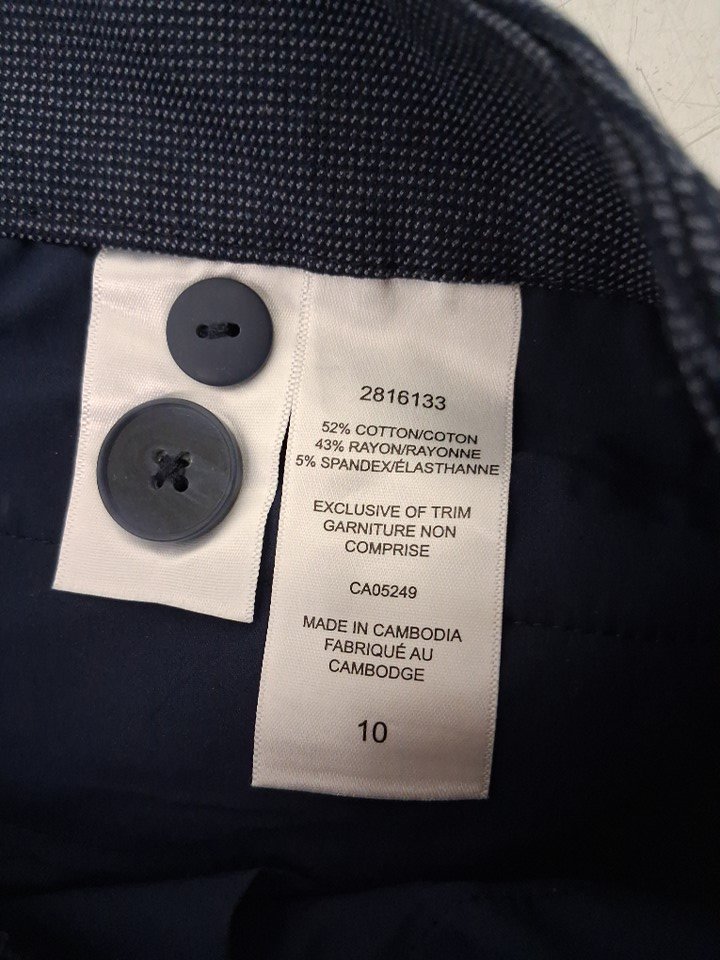 2816133
52% COTTON/COTON
43% RAYON/RAYONNE
5% SPANDEX/ÉLASTHANNE
EXCLUSIVE OF TRIM
GARNITURE NON
COMPRISE
CA05249
MADE IN CAMBODIA
FABRIQUÉ AU
CAMBODGE
10